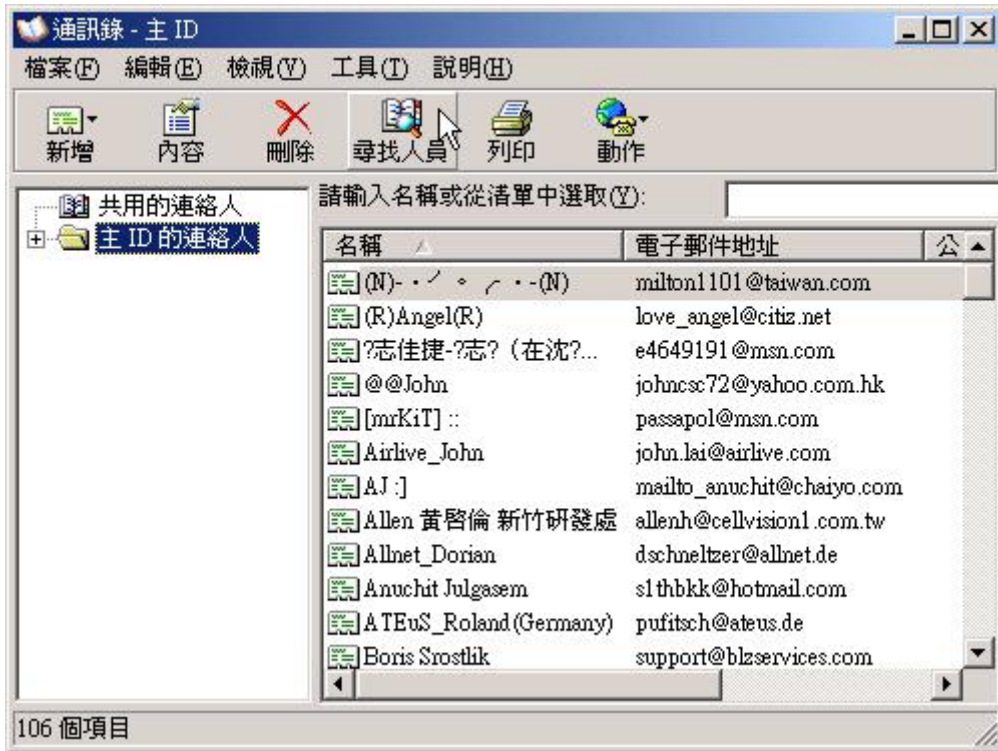 通訊錄 - 主 ID
檔案(F) 編輯(E) 檢視(V) 工具(T) 說明(H)
新增 內容 刪除 尋找人員 列印 動作
共用的連絡人
主 ID 的連絡人
請輸入名稱或從清單中選取(Y):
名稱 電子郵件地址 公
(N)-‧╱。╭‧-(N) milton1101@taiwan.com
(R)Angel(R) love_angel@citiz.net
?志佳捷-?志?（在沈?... e4649191@msn.com
@@John johncsc72@yahoo.com.hk
[mrKiT] :: passapol@msn.com
Airlive_John john.lai@airlive.com
AJ :] mailto_anuchit@chaiyo.com
Allen 黃啓倫 新竹研發處 allenh@cellvision1.com.tw
Allnet_Dorian dschneltzer@allnet.de
Anuchit Julgasem s1thbkk@hotmail.com
ATEuS_Roland(Germany) pufitsch@ateus.de
Boris Srostlik support@blzservices.com
106 個項目